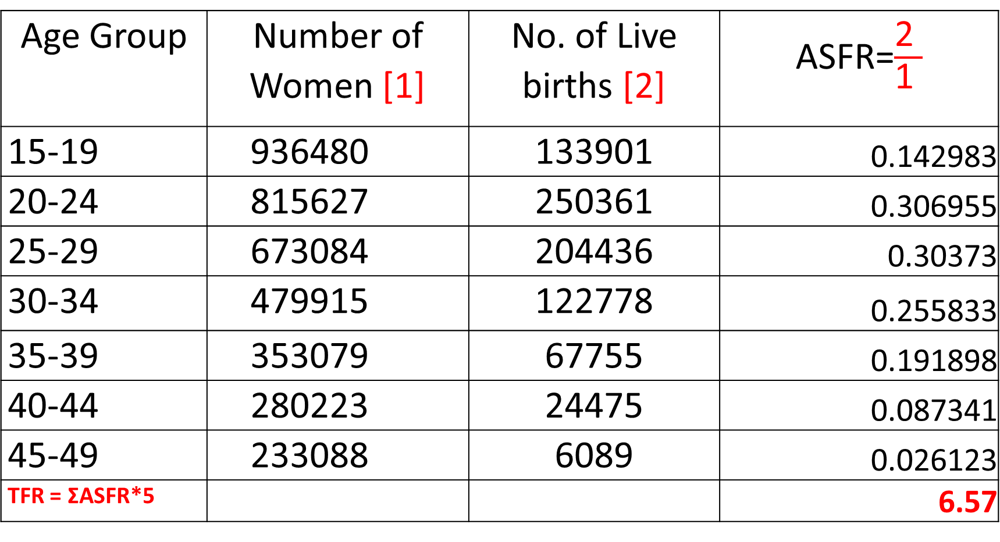 Age Group
Number of
Women [1]
No. of Live
births [2]
ASFR=2/1
15-19 936480 133901 0.142983
20-24 815627 250361 0.306955
25-29 673084 204436 0.30373
30-34 479915 122778 0.255833
35-39 353079 67755 0.191898
40-44 280223 24475 0.087341
45-49 233088 6089 0.026123
TFR = ΣASFR*5 6.57